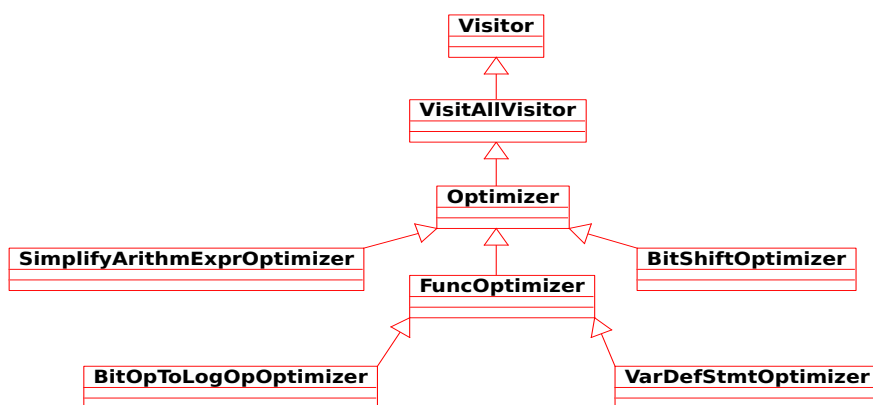 Visitor
VisitAllVisitor
Optimizer
SimplifyArithmExprOptimizer
BitShiftOptimizer
FuncOptimizer
BitOpToLogOpOptimizer
VarDefStmtOptimizer